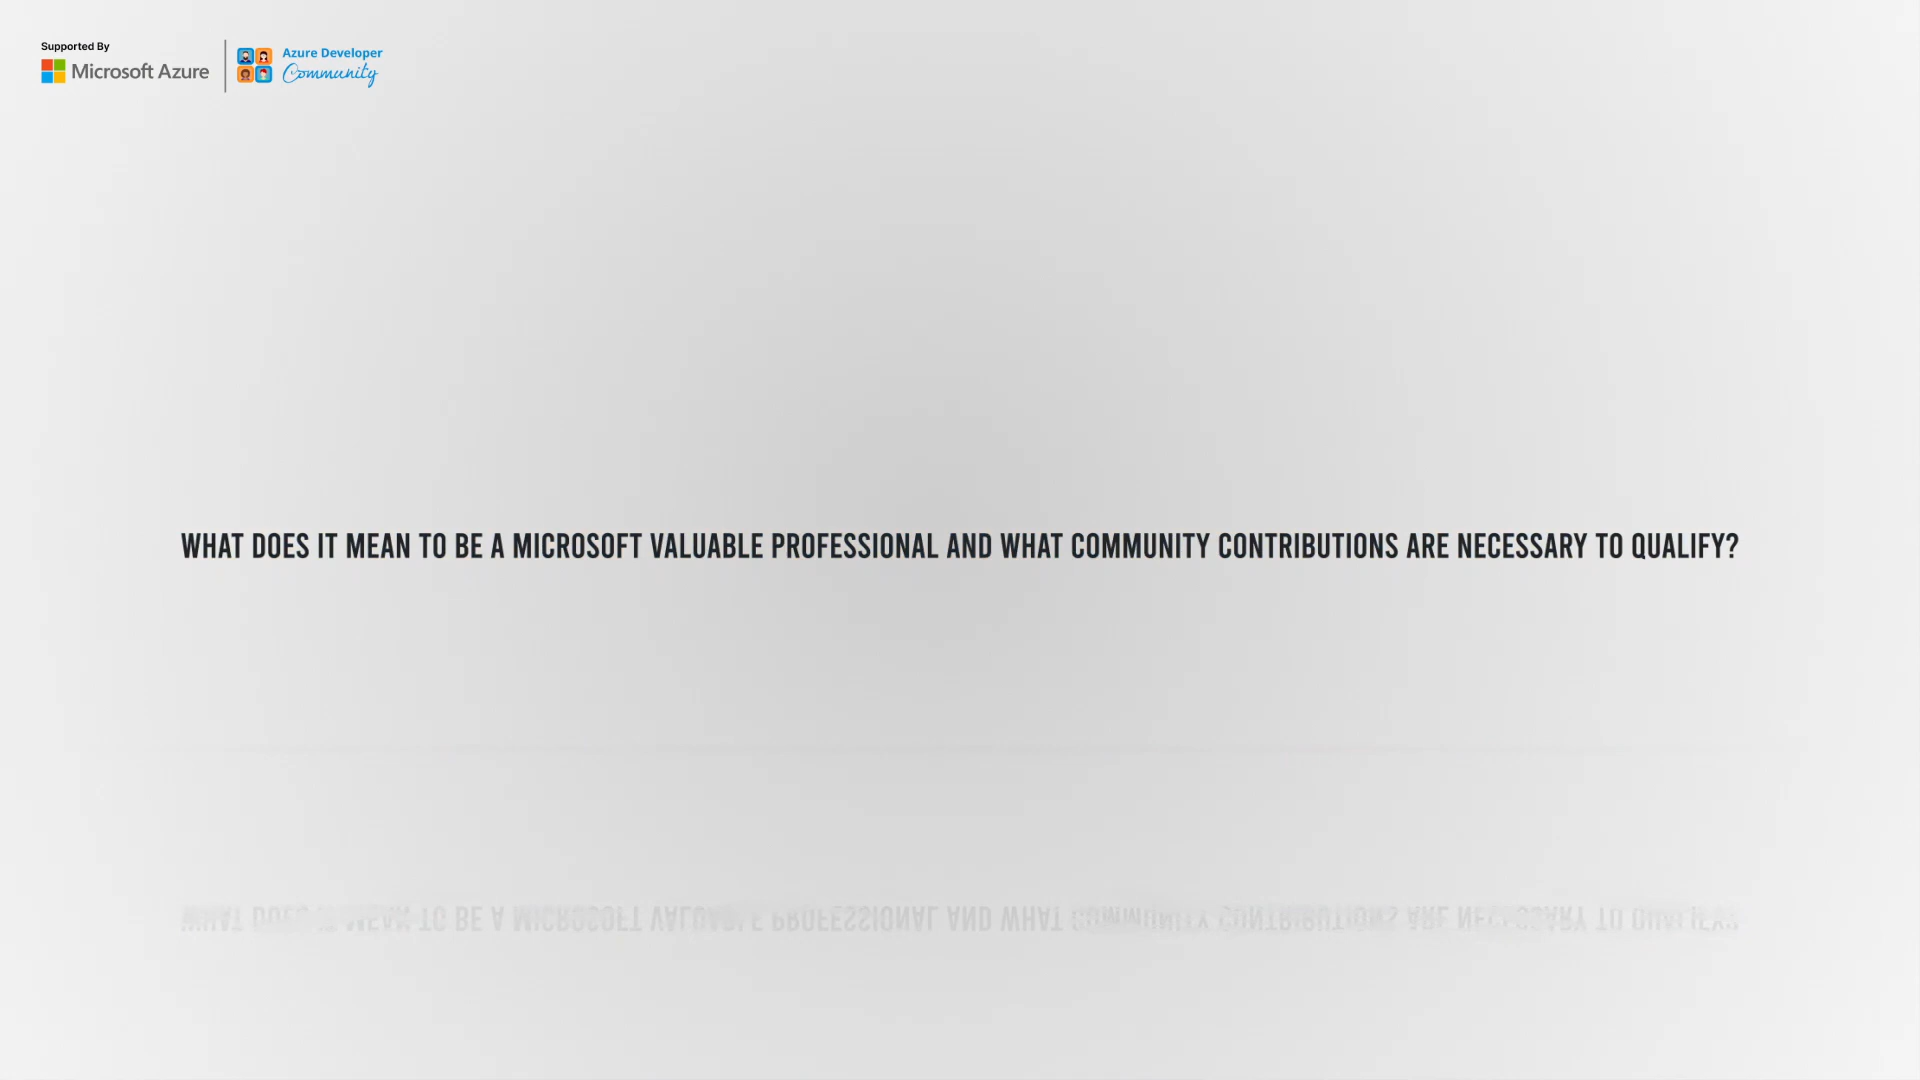 Supported By
Microsoft Azure
Azure Developer
Community
WHAT DOES IT MEAN TO BE A MICROSOFT VALUABLE PROFESSIONAL AND WHAT COMMUNITY CONTRIBUTIONS ARE NECESSARY TO QUALIFY?